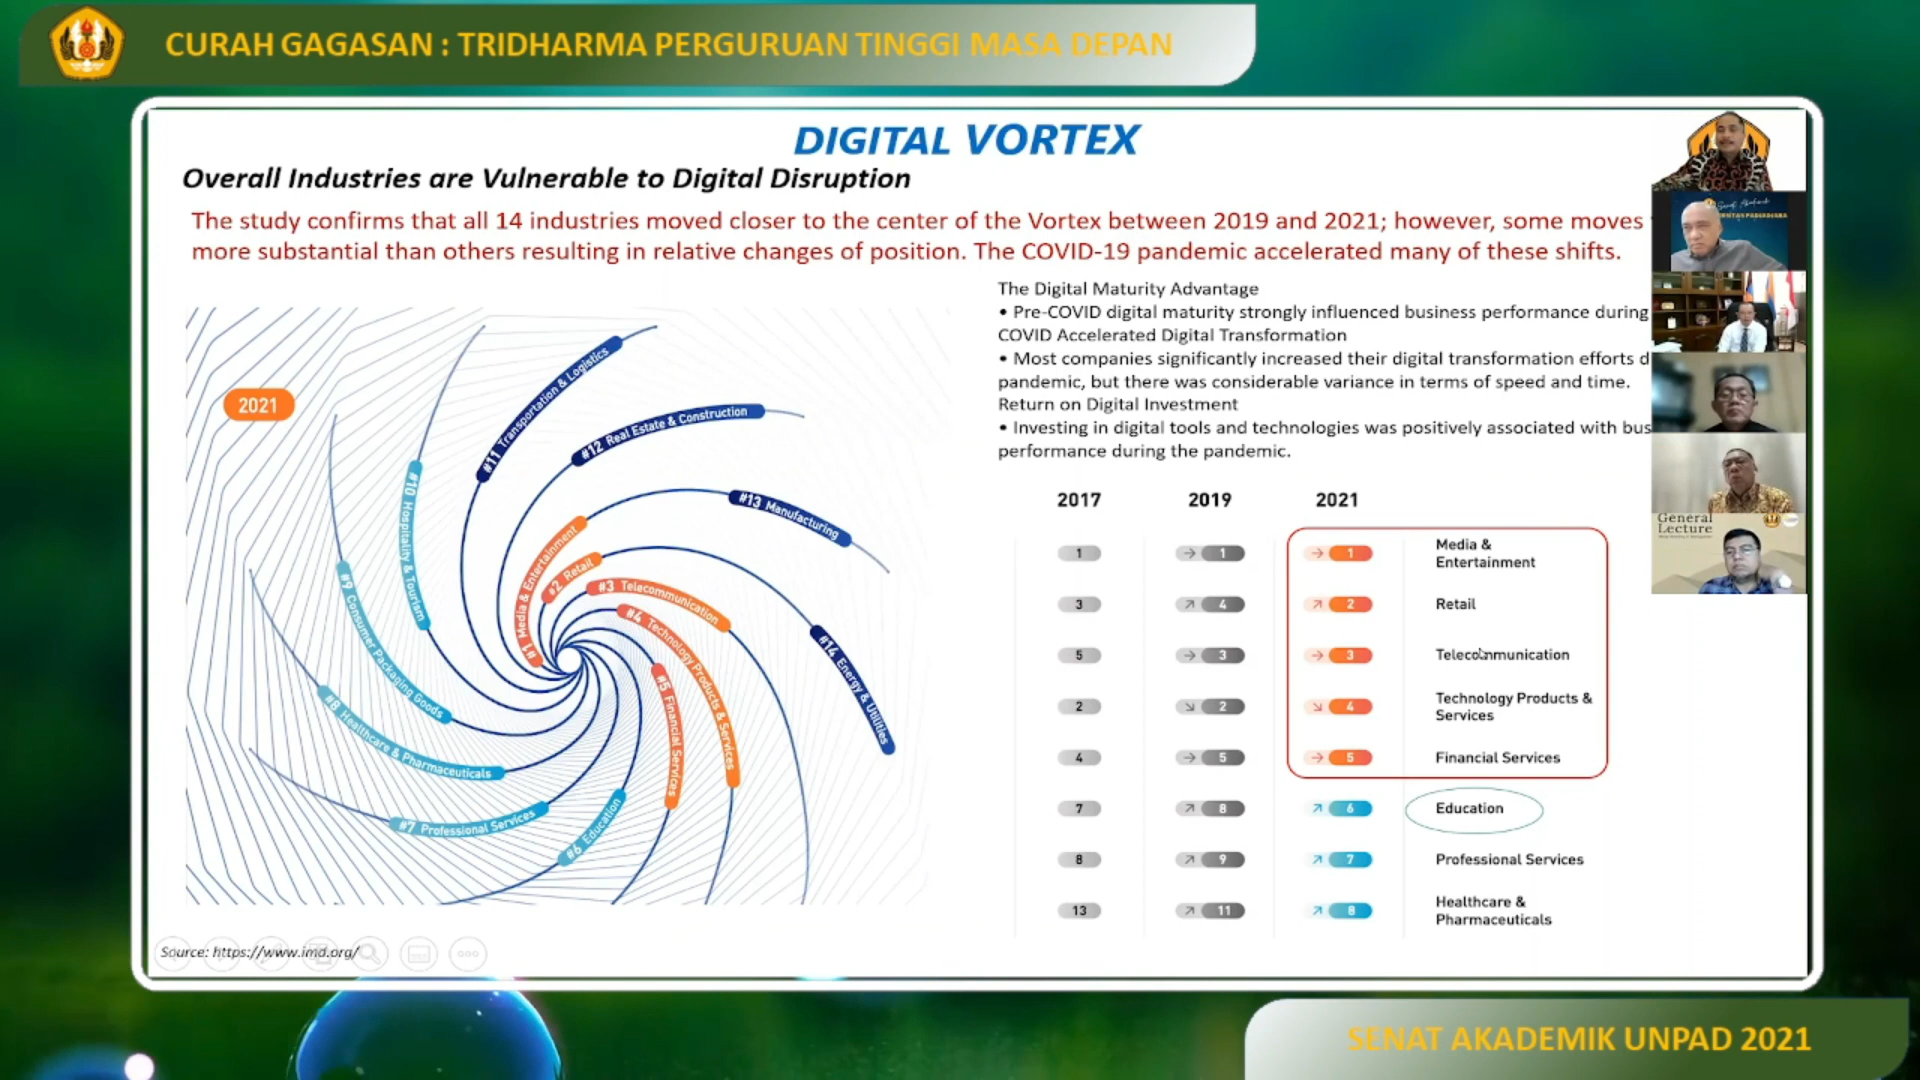 CURAH GAGASAN : TRIDHARMA PERGURUAN TINGGI MASA DEPAN
DIGITAL VORTEX
Overall Industries are Vulnerable to Digital Disruption
The study confirms that all 14 industries moved closer to the center of the Vortex between 2019 and 2021; however, some moves
more substantial than others resulting in relative changes of position. The COVID-19 pandemic accelerated many of these shifts.
The Digital Maturity Advantage
• Pre-COVID digital maturity strongly influenced business performance during
COVID Accelerated Digital Transformation
• Most companies significantly increased their digital transformation efforts d
pandemic, but there was considerable variance in terms of speed and time.
Return on Digital Investment
• Investing in digital tools and technologies was positively associated with bus
performance during the pandemic.
2021
#11 Transportation & Logistics
#12 Real Estate & Construction
#13 Manufacturing
#10 Hospitality & Tourism
#1 Media & Entertainment
#2 Retail
#3 Telecommunication
#4 Technology Products & Services
#9 Consumer Packaging Goods
#14 Energy & Utilities
#5 Financial Services
#8 Healthcare & Pharmaceuticals
#7 Professional Services
#6 Education
2017 2019 2021
1 → 1 → 1 Media &
Entertainment
3 ↗ 4 ↗ 2 Retail
5 → 3 → 3 Telecommunication
2 ↘ 2 ↘ 4 Technology Products &
Services
4 → 5 → 5 Financial Services
7 ↗ 8 ↗ 6 Education
8 ↗ 9 ↗ 7 Professional Services
13 ↗ 11 ↗ 8 Healthcare &
Pharmaceuticals
General
Lecture
Source: https://www.imd.org/
SENAT AKADEMIK UNPAD 2021